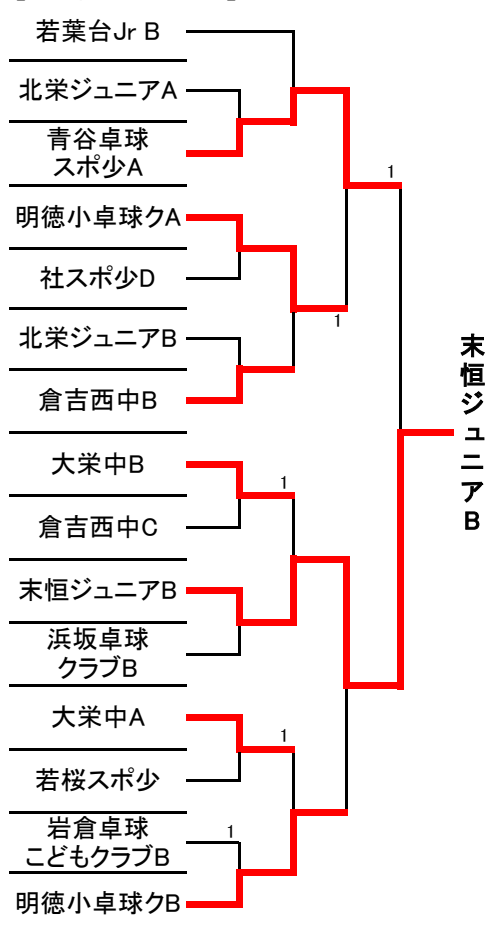 若葉台Jr B
北栄ジュニアA
青谷卓球
スポ少A
1
明徳小卓球クA
社スポ少D
1
北栄ジュニアB
倉吉西中B
末恒ジュニアB
大栄中B
1
倉吉西中C
末恒ジュニアB
浜坂卓球
クラブB
大栄中A
1
若桜スポ少
岩倉卓球
こどもクラブB
1
明徳小卓球クB